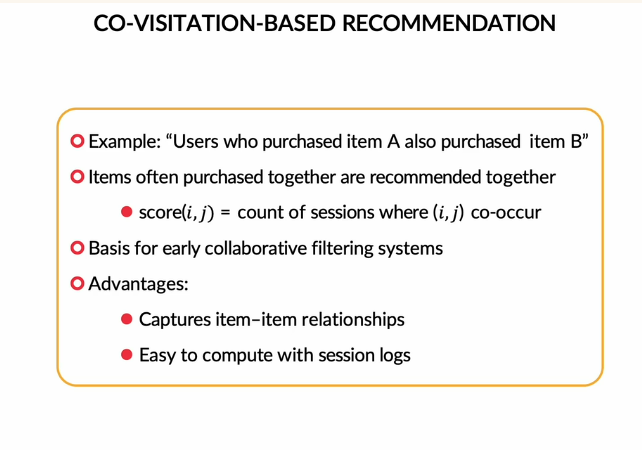 CO-VISITATION-BASED RECOMMENDATION
Example: “Users who purchased item A also purchased item B”
Items often purchased together are recommended together
score(i, j) = count of sessions where (i, j) co-occur
Basis for early collaborative filtering systems
Advantages:
Captures item–item relationships
Easy to compute with session logs